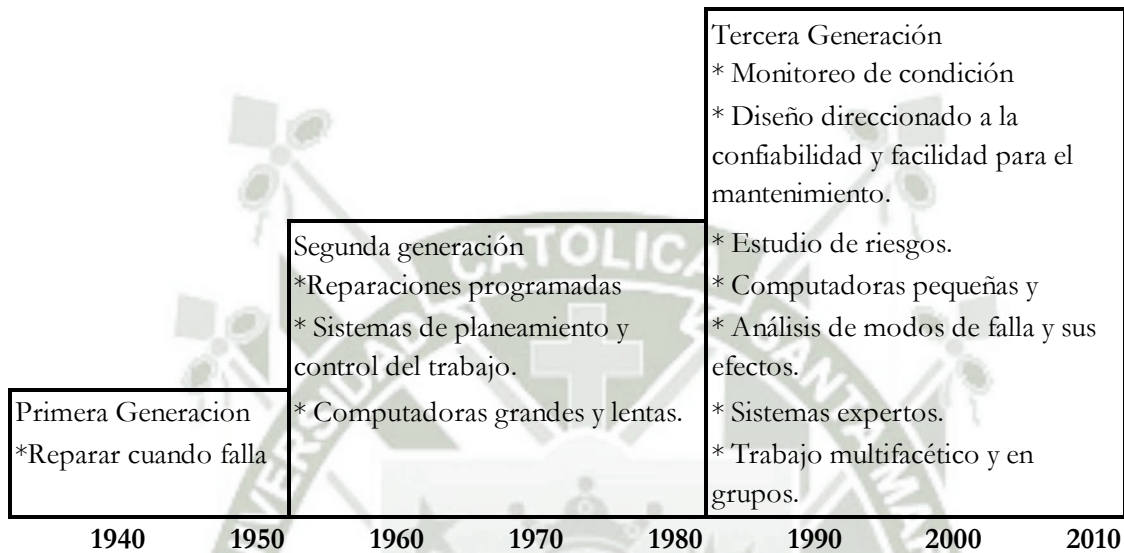 Tercera Generación
* Monitoreo de condición
* Diseño direccionado a la
confiabilidad y facilidad para el
mantenimiento.
* Estudio de riesgos.
* Computadoras pequeñas y
* Análisis de modos de falla y sus
efectos.
* Sistemas expertos.
* Trabajo multifacético y en
grupos.
Segunda generación
*Reparaciones programadas
* Sistemas de planeamiento y
control del trabajo.
* Computadoras grandes y lentas.
Primera Generacion
*Reparar cuando falla
1940 1950 1960 1970 1980 1990 2000 2010
CATOLICA
SANTA